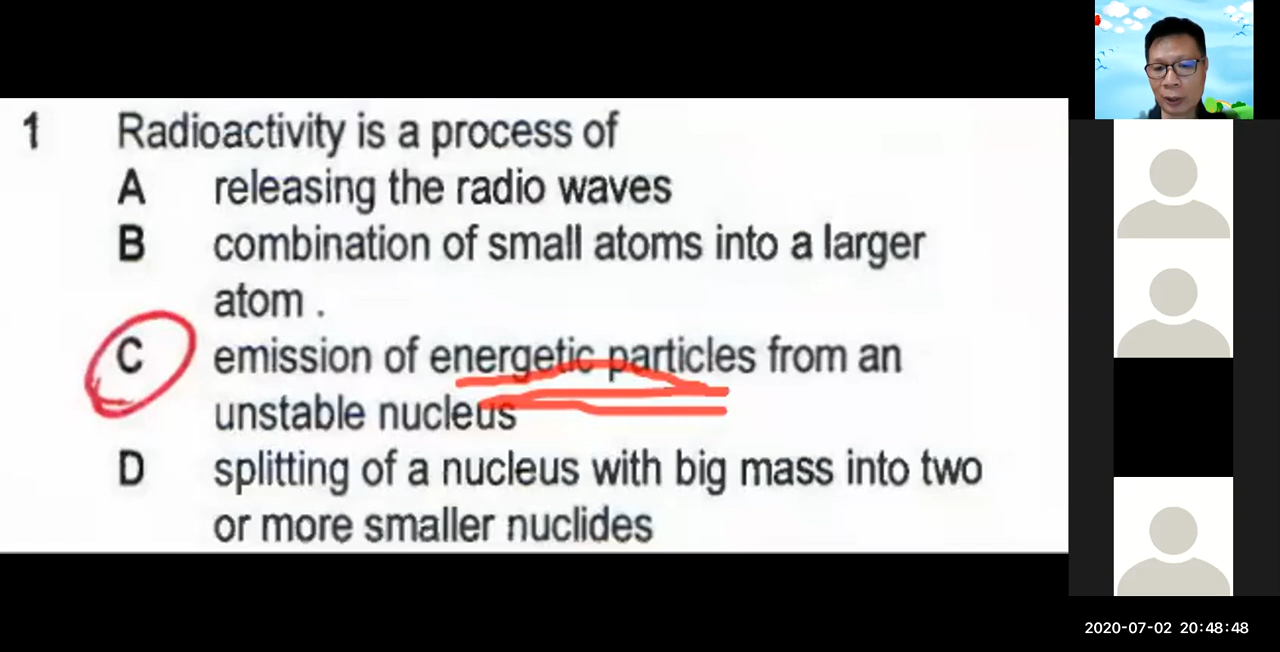 1 Radioactivity is a process of
A releasing the radio waves
B combination of small atoms into a larger
atom .
C emission of energetic particles from an
unstable nucleus
D splitting of a nucleus with big mass into two
or more smaller nuclides
2020-07-02 20:48:48